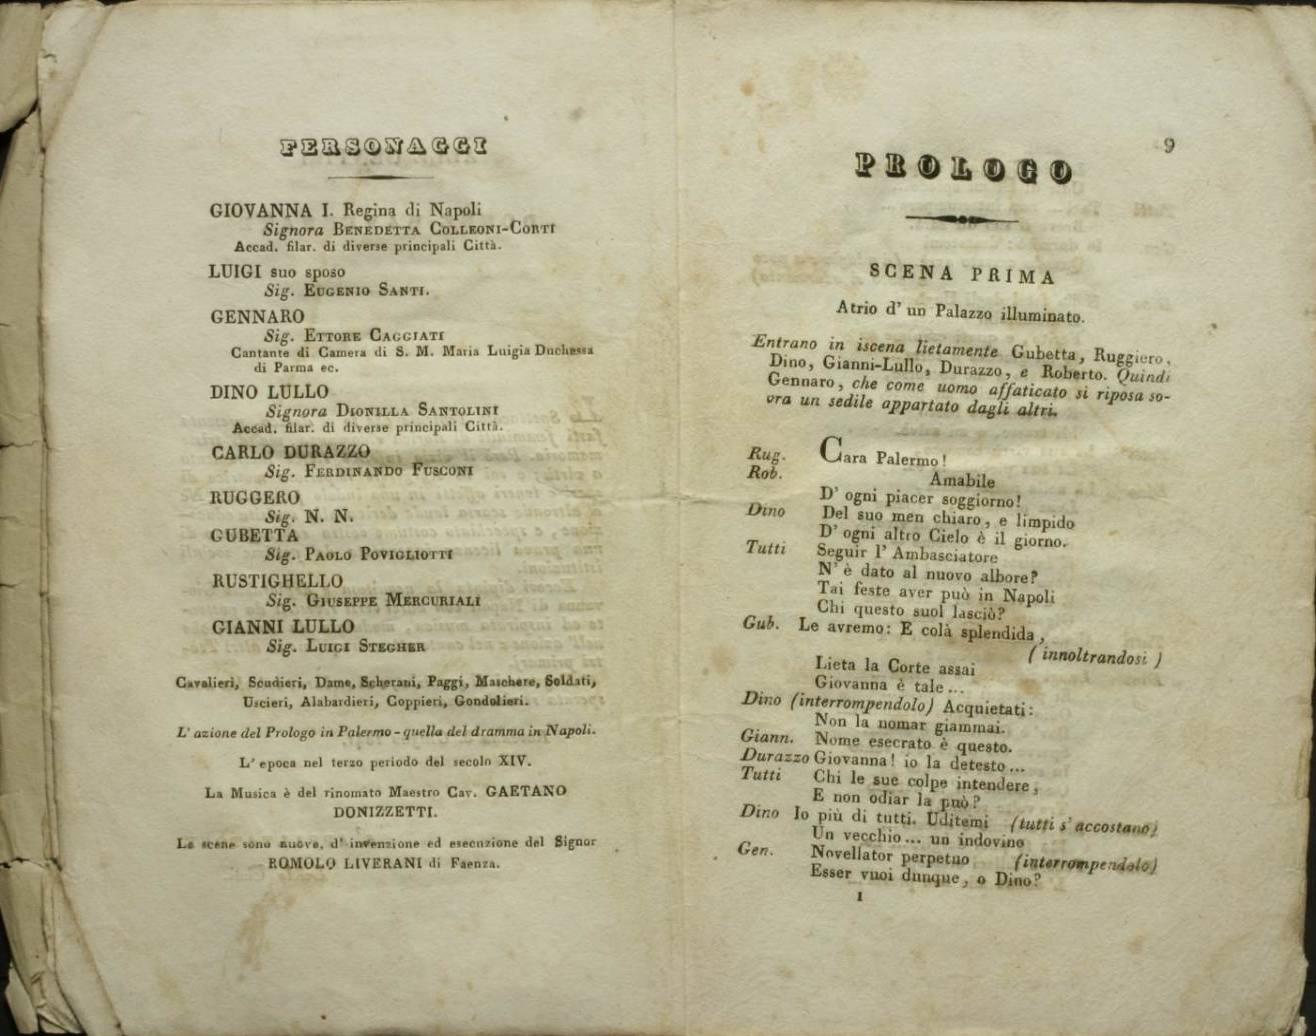 PERSONAGGI
GIOVANNA I. Regina di Napoli
Signora BENEDETTA COLLEONI-CORTI
Accad. filar. di diverse principali Città.
LUIGI suo sposo
Sig. EUGENIO SANTI.
GENNARO
Sig. ETTORE CAGGIATI
Cantante di Camera di S. M. Maria Luigia Duchessa
di Parma ec.
DINO LULLO
Signora DIONILLA SANTOLINI
Accad. filar. di diverse principali Città.
CARLO DURAZZO
Sig. FERDINANDO FUSCONI
RUGGERO
Sig. N. N.
GUBETTA
Sig. PAOLO POVIGLIOTTI
RUSTIGHELLO
Sig. GIUSEPPE MERCURIALI
GIANNI LULLO
Sig. LUIGI STEGHER
Cavalieri, Scudieri, Dame, Scherani, Paggi, Maschere, Soldati,
Uscieri, Alabardieri, Coppieri, Gondolieri.
L' azione del Prologo in Palermo - quella del dramma in Napoli.
L' epoca nel terzo periodo del secolo XIV.
La Musica è del rinomato Maestro Cav. GAETANO
DONIZZETTI.
Le scene sono nuove, d' invenzione ed esecuzione del Signor
ROMOLO LIVERANI di Faenza.
9
PROLOGO
SCENA PRIMA
Atrio d' un Palazzo illuminato.
Entrano in iscena lietamente Gubetta, Ruggiero,
Dino, Gianni-Lullo, Durazzo, e Roberto. Quindi
Gennaro, che come uomo affaticato si riposa so-
vra un sedile appartato dagli altri.
Rug. Cara Palermo!
Rob. Amabile
D' ogni piacer soggiorno!
Dino Del suo men chiaro, e limpido
D' ogni altro Cielo è il giorno.
Tutti Seguir l' Ambasciatore
N' è dato al nuovo albore?
Tai feste aver può in Napoli
Chi questo suol lasciò?
Gub. Le avremo: E colà splendida,
(innoltrandosi)
Lieta la Corte assai
Giovanna è tale ...
Dino (interrompendolo) Acquietati:
Non la nomar giammai.
Giann. Nome esecrato è questo.
Durazzo Giovanna! io la detesto ...
Tutti Chi le sue colpe intendere,
E non odiar la può?
Dino Io più di tutti. Uditemi (tutti s' accostano)
Un vecchio ... un indovino
Gen. Novellator perpetuo (interrompendolo)
Esser vuoi dunque, o Dino?
1